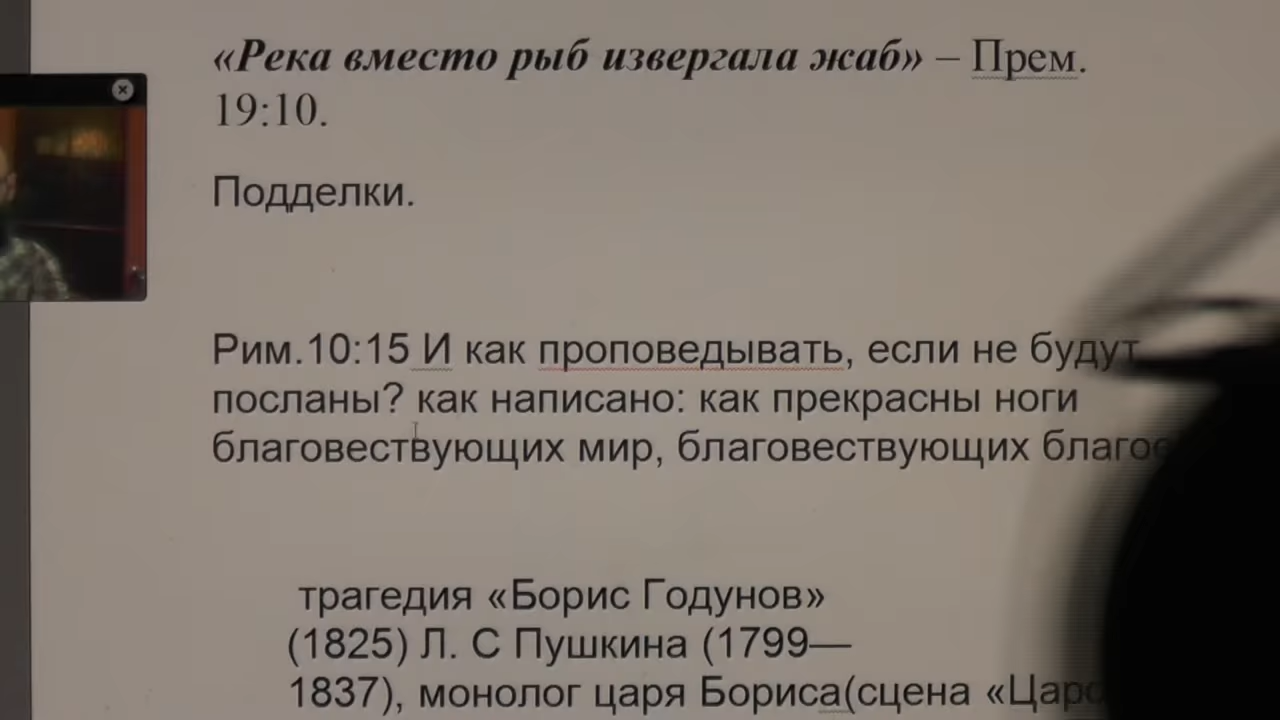 «Река вместо рыб извергала жаб» – Прем.
19:10.
Подделки.
Рим.10:15 И как проповедывать, если не будут
посланы? как написано: как прекрасны ноги
благовествующих мир, благовествующих
трагедия «Борис Годунов»
(1825) Л. С Пушкина (1799—
1837), монолог царя Бориса(сцена